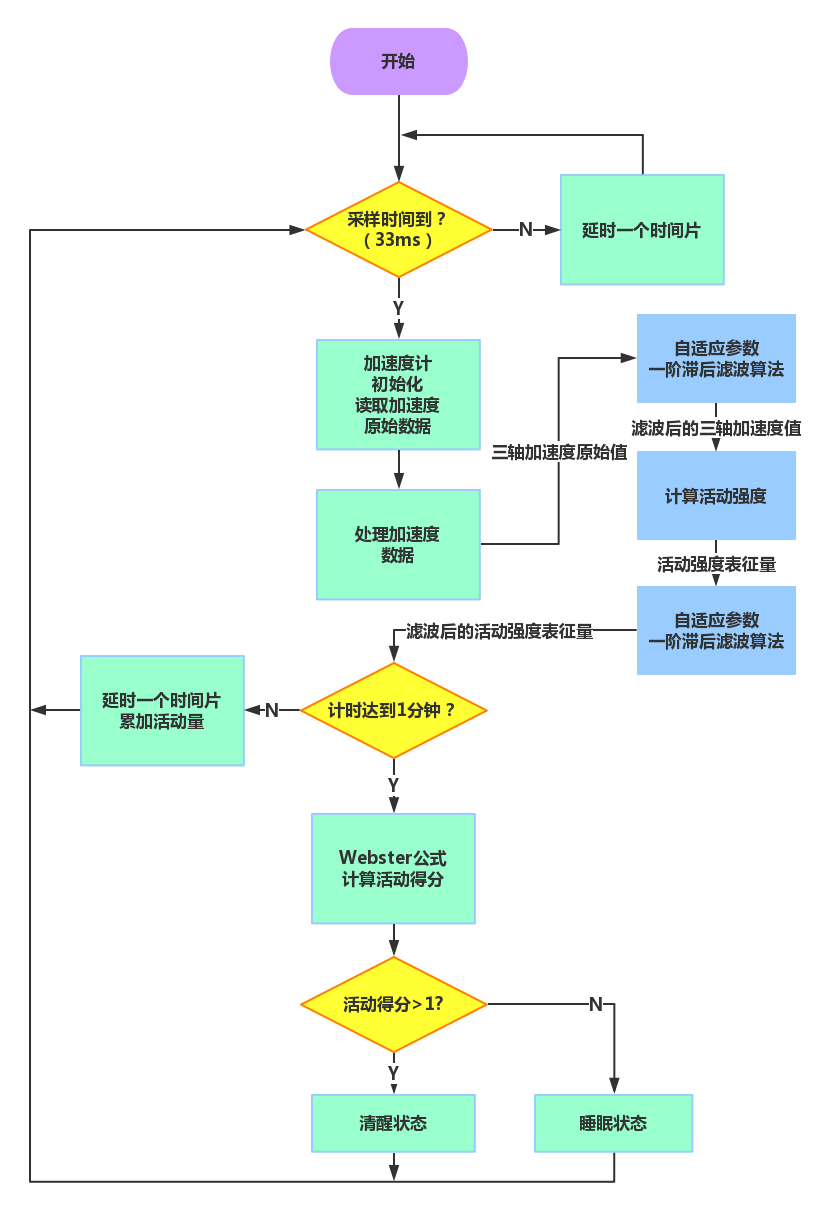 开始
采样时间到？
（33ms）
N
延时一个时间片
Y
加速度计
初始化
读取加速度
原始数据
处理加速度
数据
三轴加速度原始值
自适应参数
一阶滞后滤波算法
滤波后的三轴加速度值
计算活动强度
活动强度表征量
自适应参数
一阶滞后滤波算法
滤波后的活动强度表征量
计时达到1分钟？
N
延时一个时间片
累加活动量
Y
Webster公式
计算活动得分
活动得分>1?
N
Y
清醒状态
睡眠状态